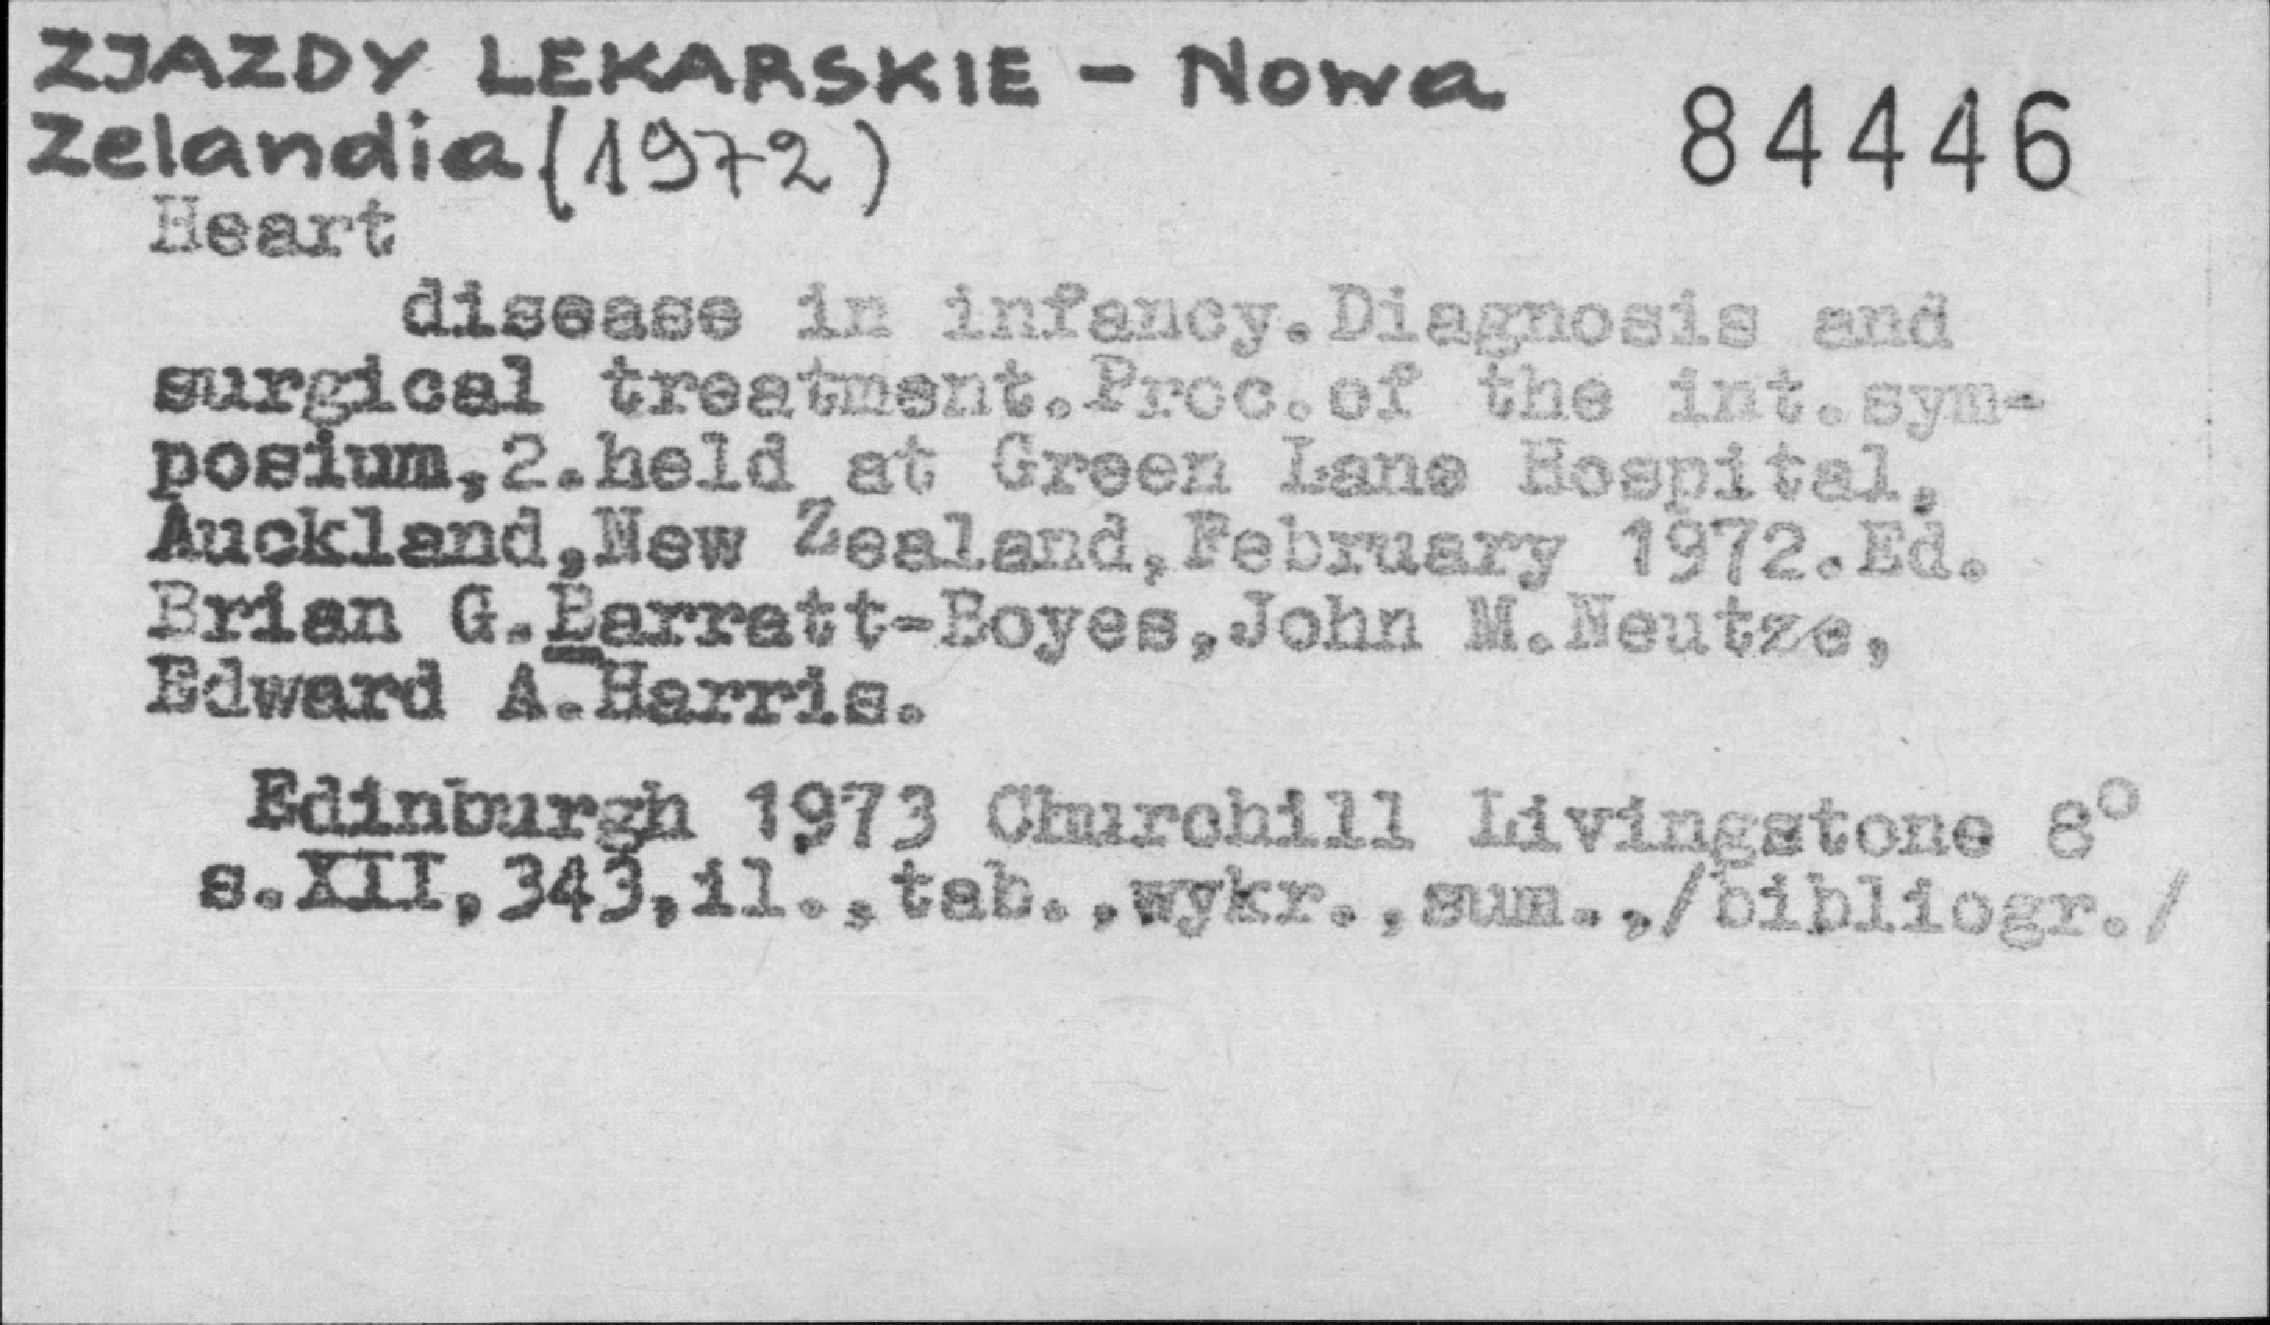 ZJAZDY LEKARSKIE - Nowa
Zelandia (1972)
84446
Heart
disease in infancy. Diagnosis and
surgical treatment. Proc. of the int. sym-
posium, 2. held at Green Lane Hospital,
Auckland, New Zealand, February 1972. Ed.
Brian G. Barratt-Boyes, John M. Neutze,
Edward A. Harris.
Edinburgh 1973 Churchill Livingstone 8°
s. XII, 343, il., tab., wykr., sum., /bibliogr./